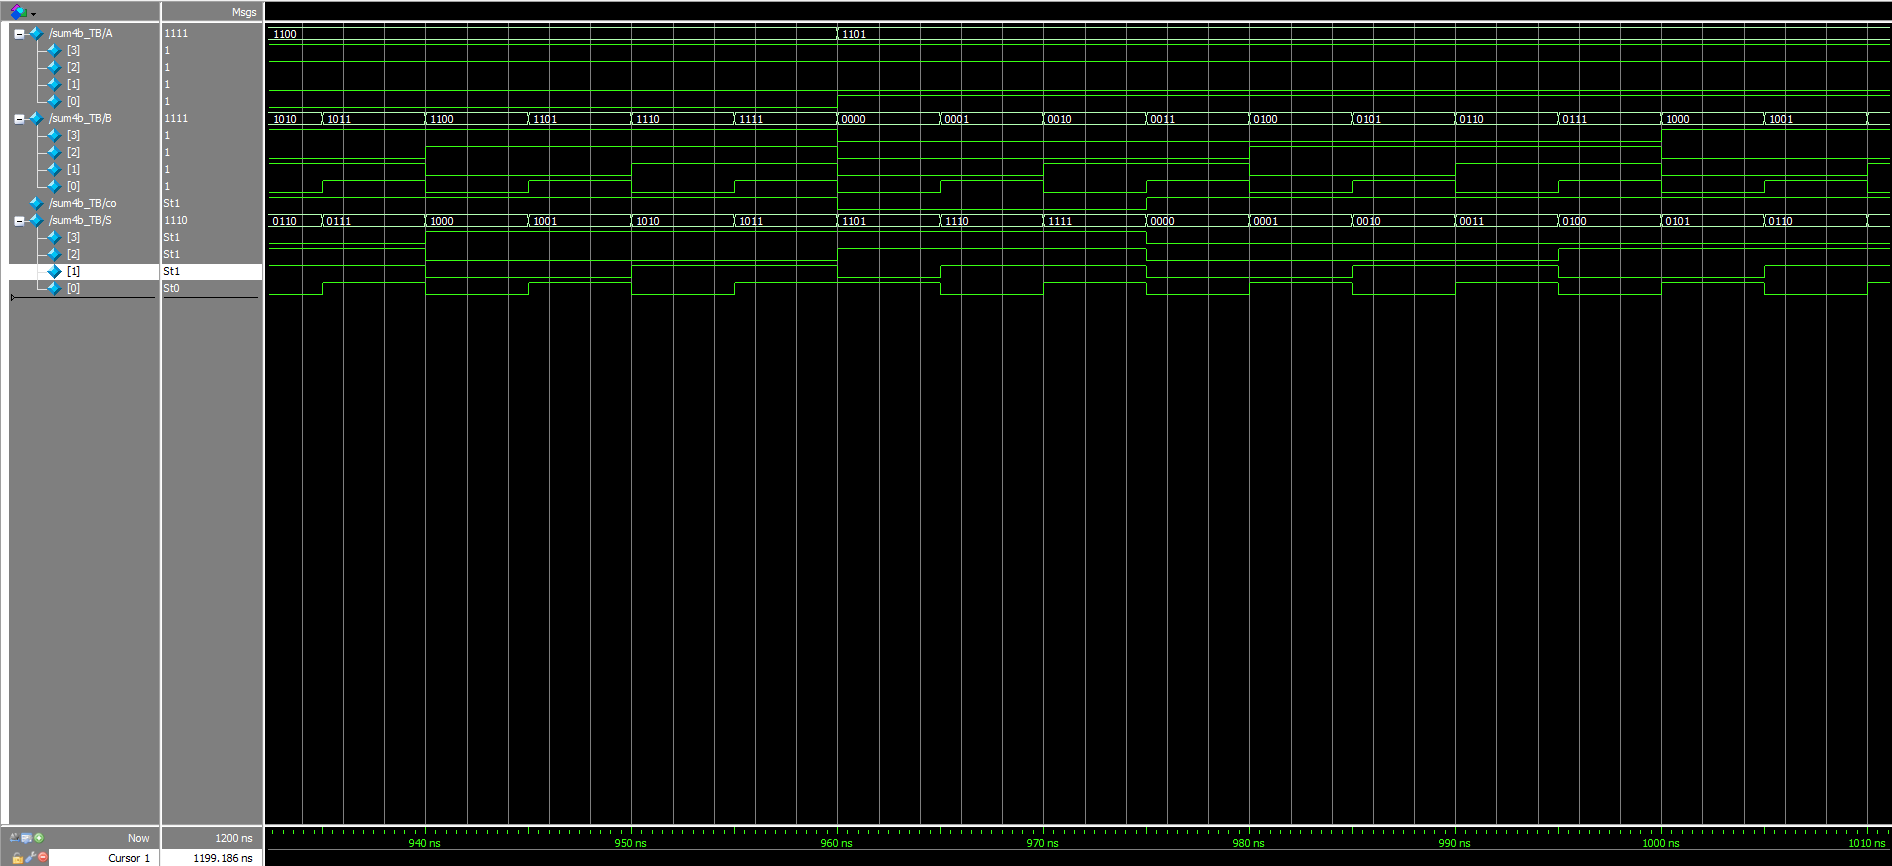 Msgs
/sum4b_TB/A 1111 1100 1101
[3] 1
[2] 1
[1] 1
[0] 1
/sum4b_TB/B 1111 1010 1011 1100 1101 1110 1111 0000 0001 0010 0011 0100 0101 0110 0111 1000 1001
[3] 1
[2] 1
[1] 1
[0] 1
/sum4b_TB/co St1
/sum4b_TB/S 1110 0110 0111 1000 1001 1010 1011 1101 1110 1111 0000 0001 0010 0011 0100 0101 0110
[3] St1
[2] St1
[1] St1
[0] St0
Now 1200 ns
940 ns 950 ns 960 ns 970 ns 980 ns 990 ns 1000 ns 1010 ns
Cursor 1 1199.186 ns